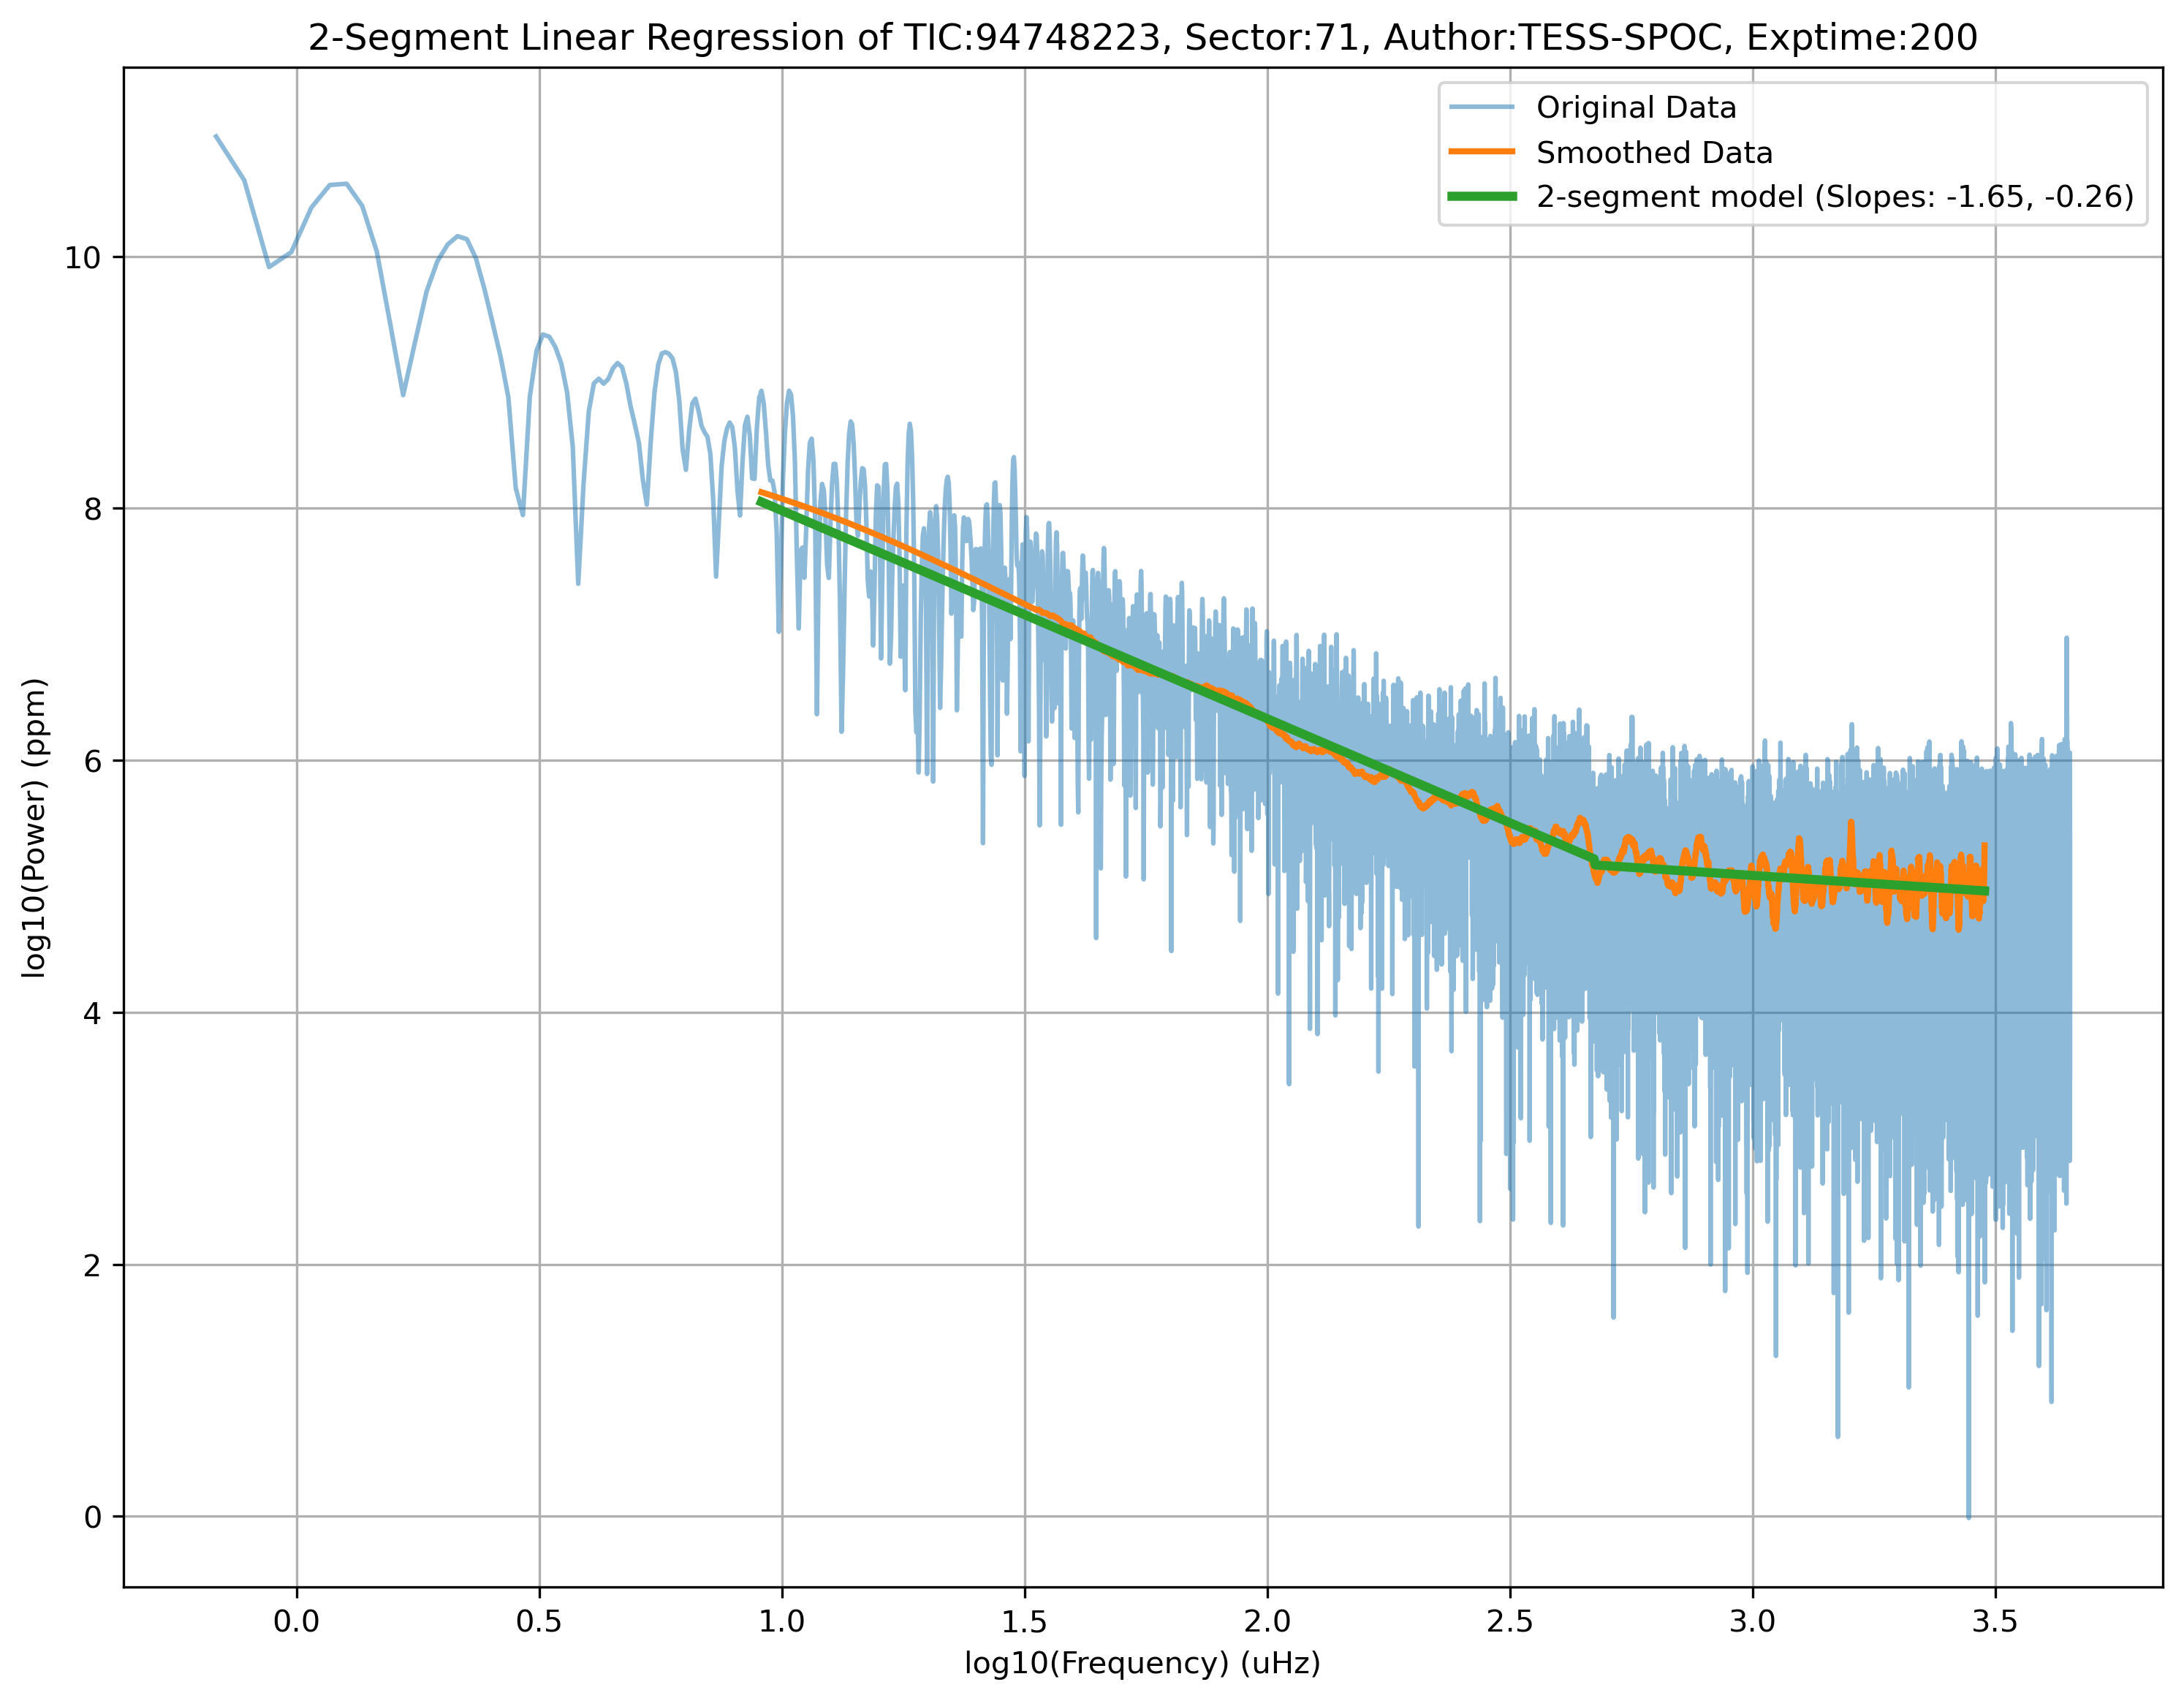 2-Segment Linear Regression of TIC:94748223, Sector:71, Author:TESS-SPOC, Exptime:200
Original Data
Smoothed Data
2-segment model (Slopes: -1.65, -0.26)
log10(Power) (ppm)
10
8
6
4
2
0
0.0 0.5 1.0 1.5 2.0 2.5 3.0 3.5
log10(Frequency) (uHz)